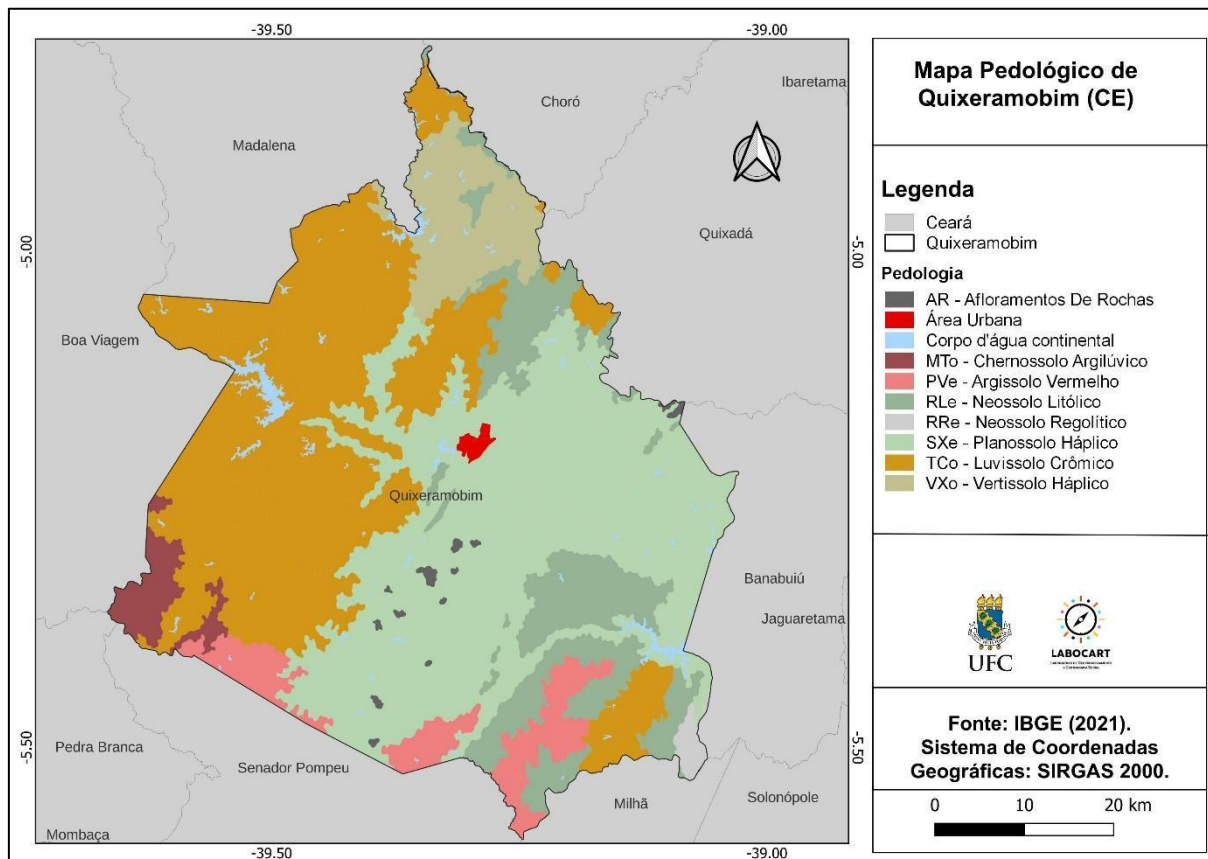 -39.50
-39.00
Ibaretama
Choró
Madalena
Quixadá
-5.00
-5.00
Boa Viagem
Quixeramobim
Banabuiú
Jaguaretama
-5.50
-5.50
Pedra Branca
Senador Pompeu
Milhã
Solonópole
Mombaça
-39.50
-39.00
Mapa Pedológico de
Quixeramobim (CE)
Legenda
Ceará
Quixeramobim
Pedologia
AR - Afloramentos De Rochas
Área Urbana
Corpo d'água continental
MTo - Chernossolo Argilúvico
PVe - Argissolo Vermelho
RLe - Neossolo Litólico
RRe - Neossolo Regolítico
SXe - Planossolo Háplico
TCo - Luvissolo Crômico
VXo - Vertissolo Háplico
UFC
LABOCART
Fonte: IBGE (2021).
Sistema de Coordenadas
Geográficas: SIRGAS 2000.
0 10 20 km